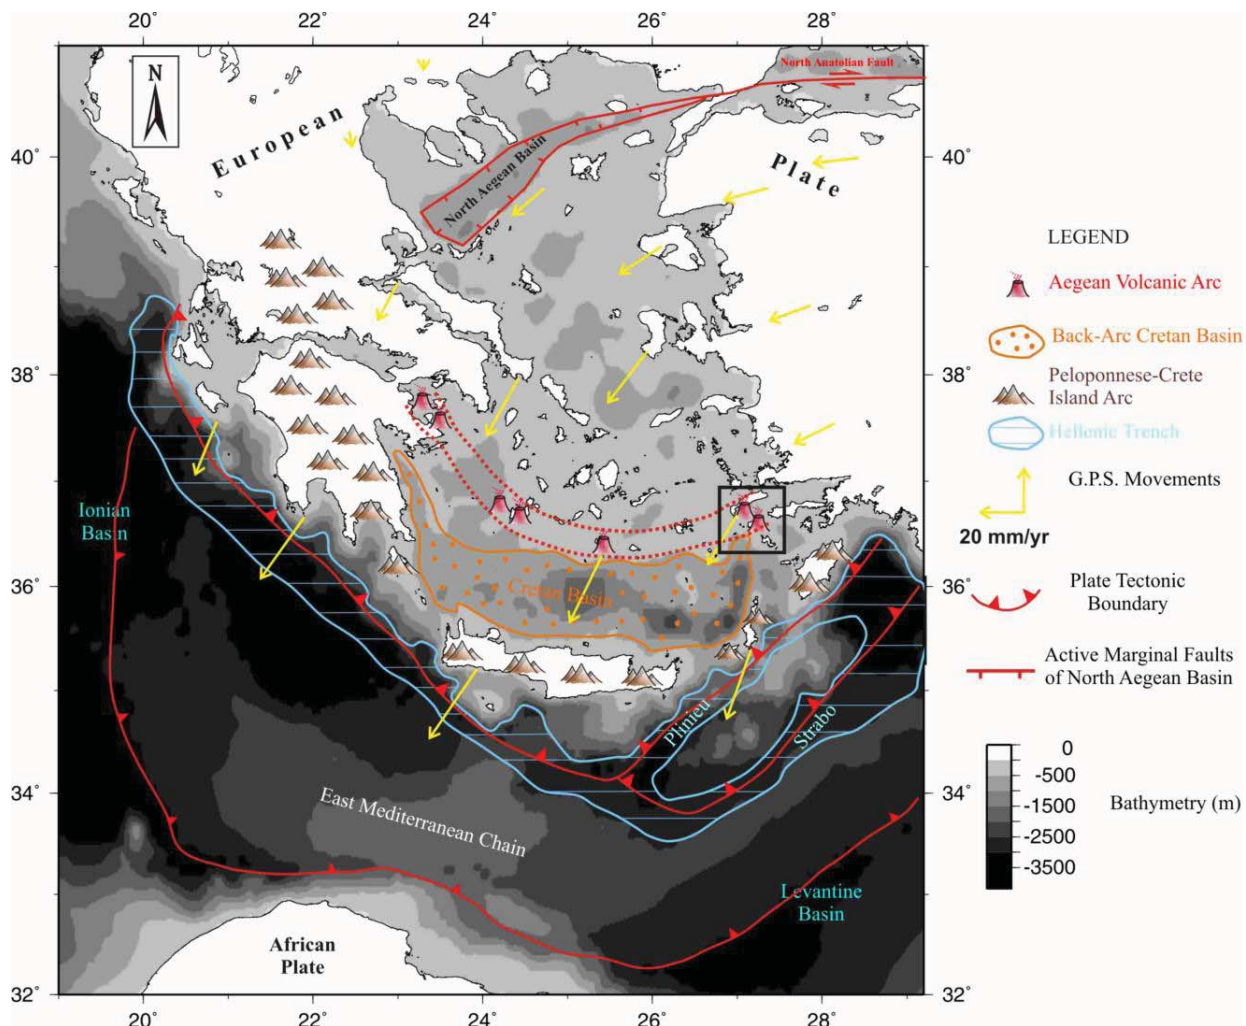 20° 22° 24° 26° 28°
N
North Anatolian Fault
European
40° 40°
Plate
North Aegean Basin
LEGEND
Aegean Volcanic Arc
Back-Arc Cretan Basin
38° 38°
Peloponnese-Crete
Island Arc
Hellenic Trench
G.P.S. Movements
Ionian
Basin
20 mm/yr
36° 36°
Cretan Basin
Plate Tectonic
Boundary
Active Marginal Faults
of North Aegean Basin
Plinieu
Strabo
0
-500
-1500
-2500
-3500
Bathymetry (m)
34° 34°
East Mediterranean Chain
Levantine
Basin
African
Plate
32° 32°
20° 22° 24° 26° 28°